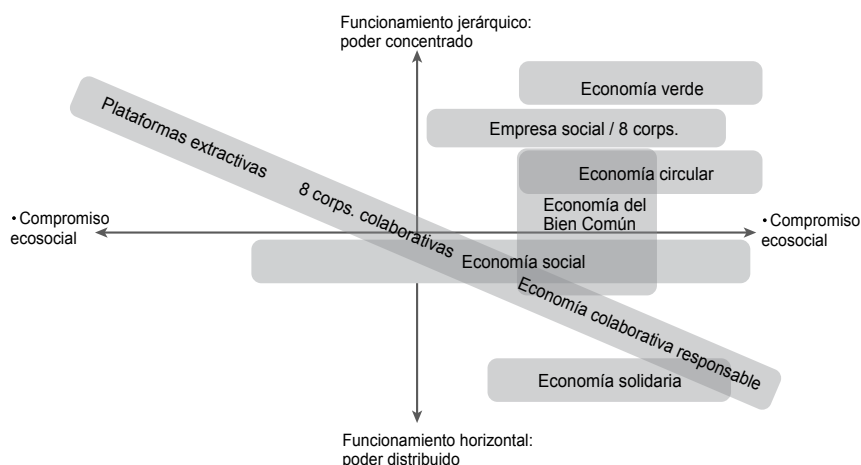 Funcionamiento jerárquico:
poder concentrado
Economía verde
Plataformas extractivas
Empresa social / 8 corps.
8 corps. colaborativas
Economía circular
Economía del
Bien Común
• Compromiso
ecosocial
• Compromiso
ecosocial
Economía social
Economía colaborativa responsable
Economía solidaria
Funcionamiento horizontal:
poder distribuido